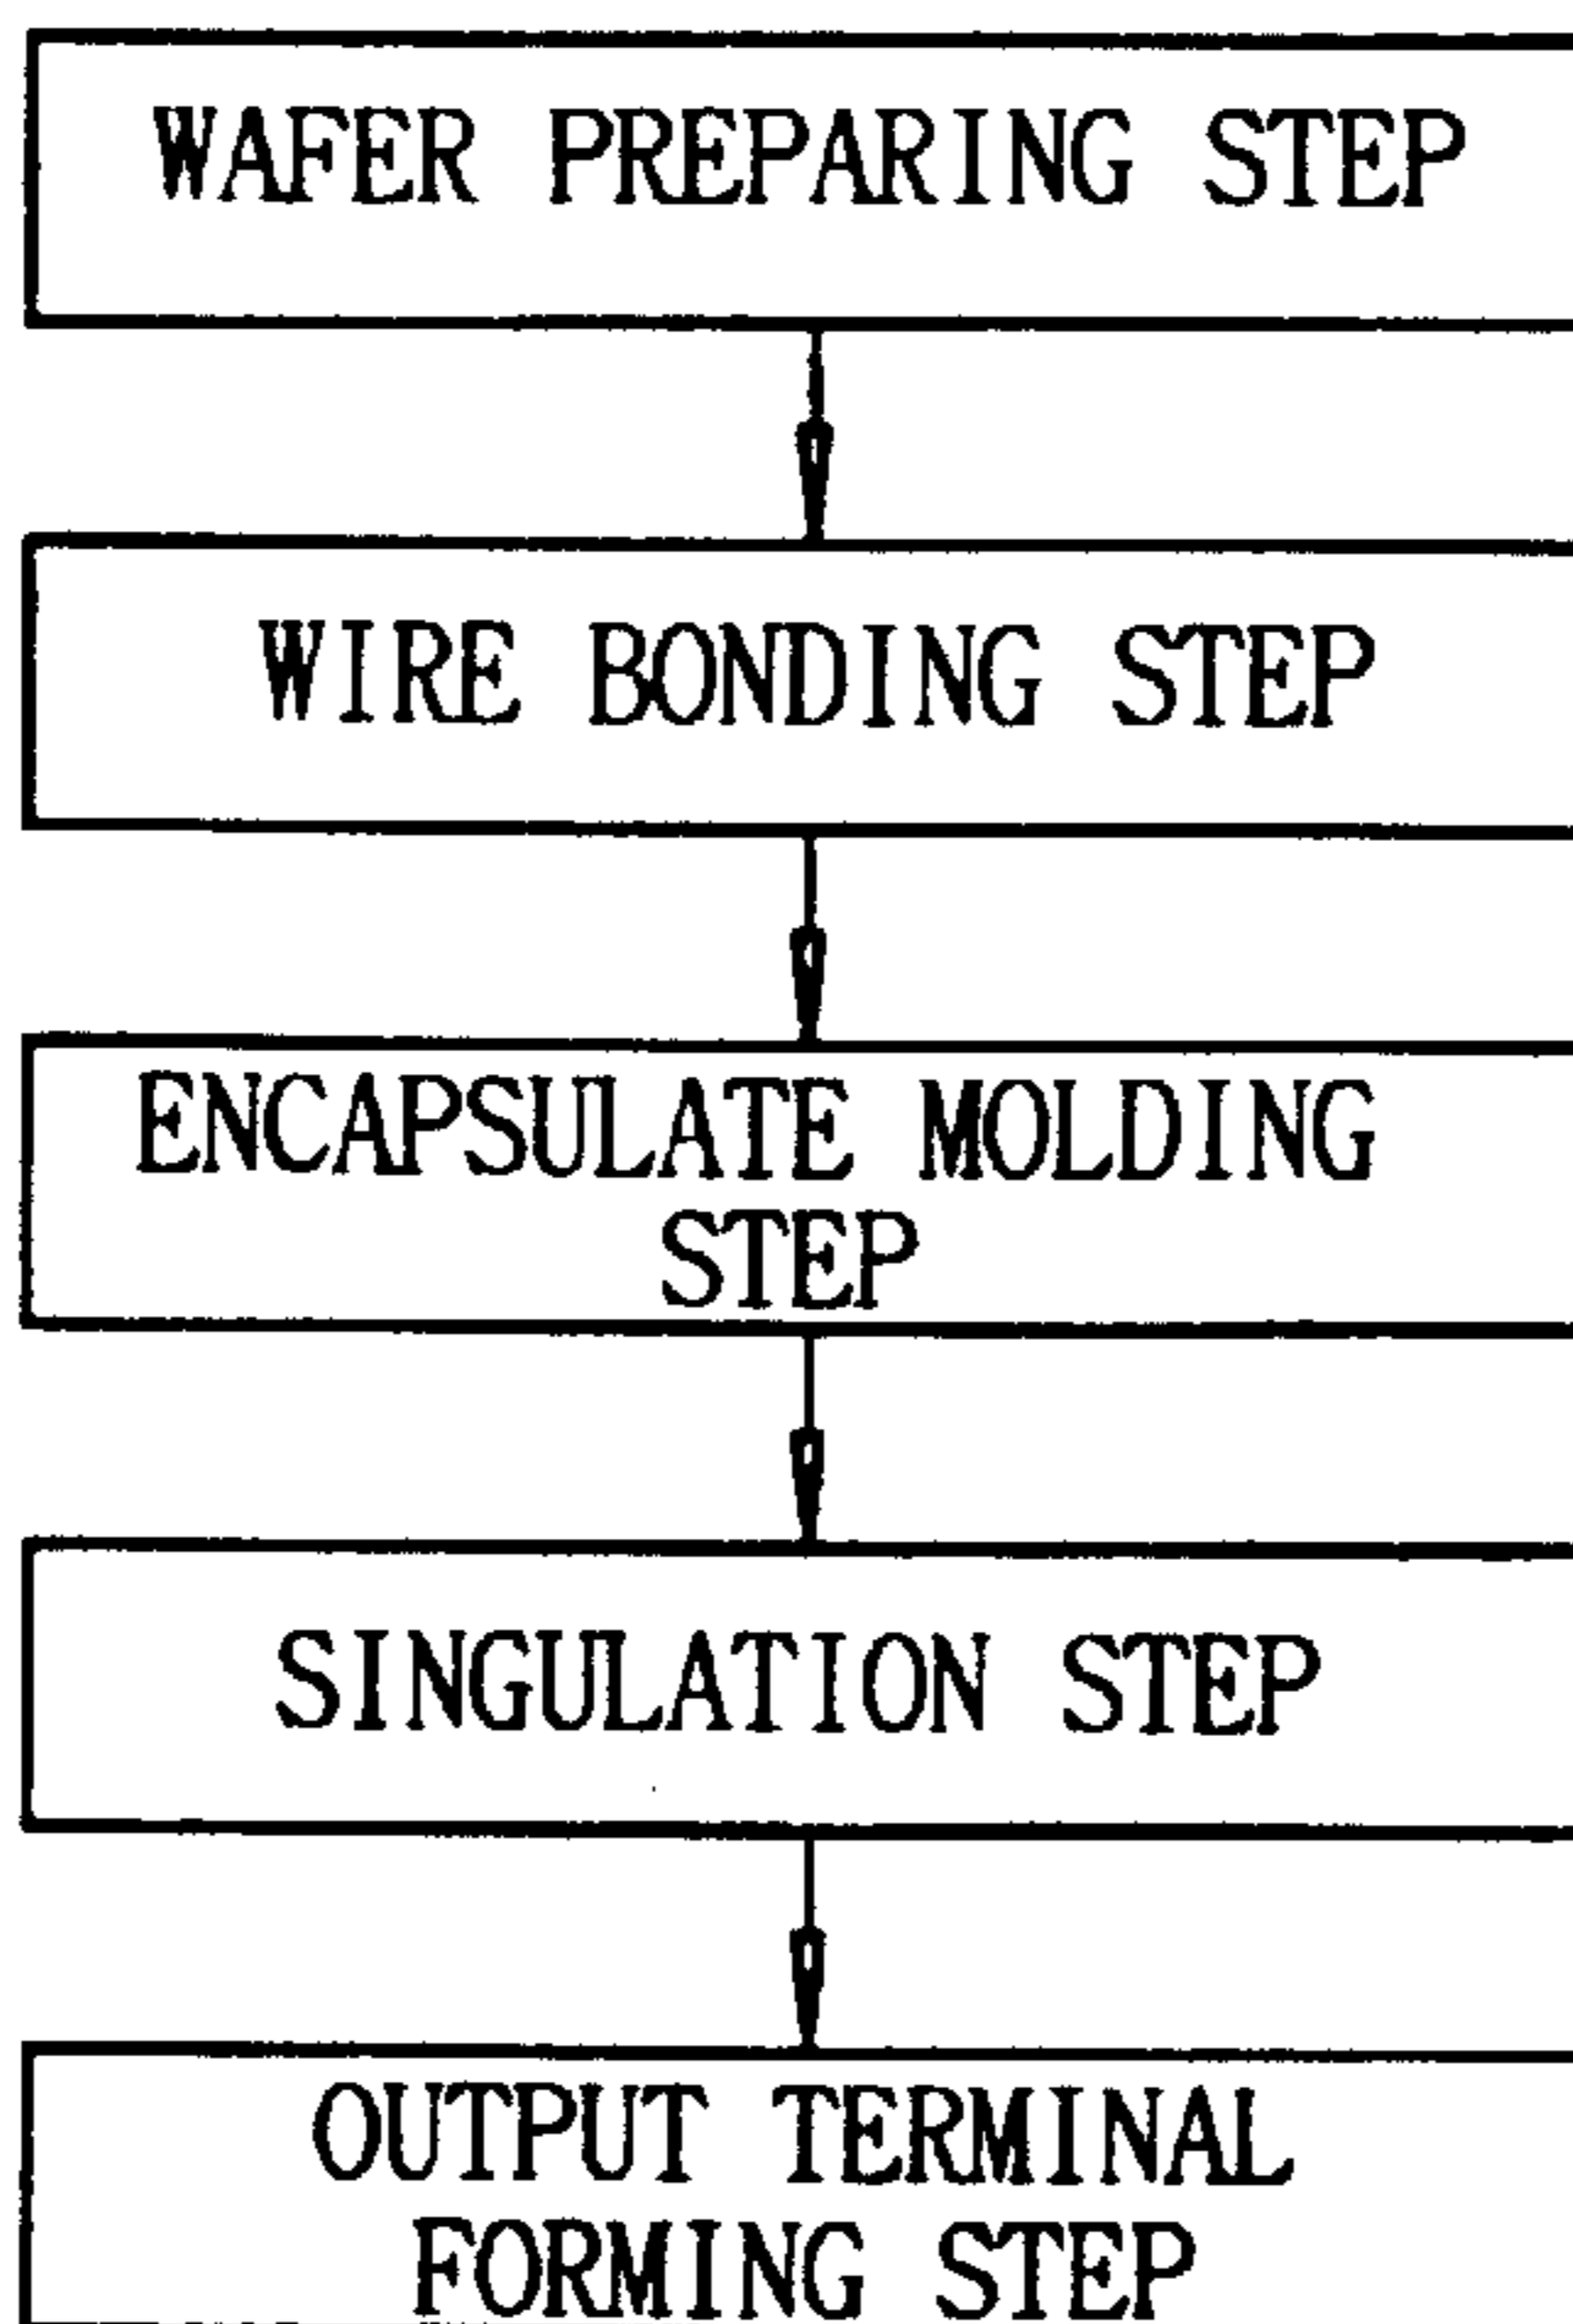 WAFER PREPARING STEP
WIRE BONDING STEP
ENCAPSULATE MOLDING
STEP
SINGULATION STEP
OUTPUT TERMINAL
FORMING STEP